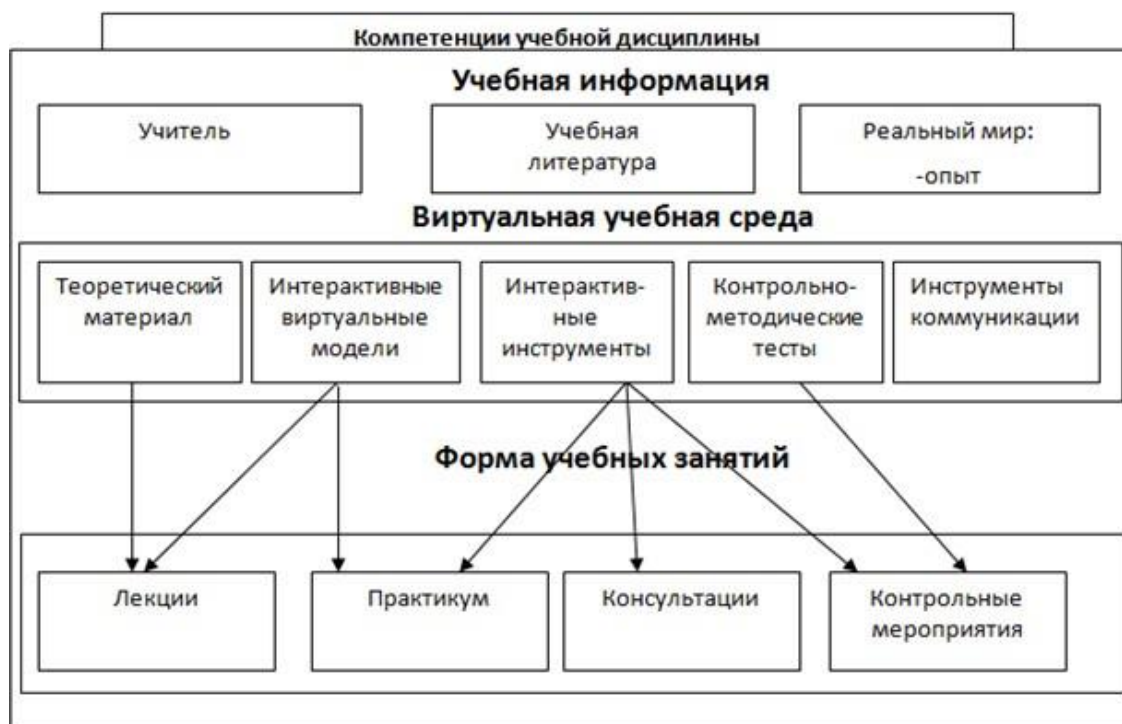 Компетенции учебной дисциплины
Учебная информация
Учитель
Учебная
литература
Реальный мир:
-опыт
Виртуальная учебная среда
Теоретический
материал
Интерактивные
виртуальные
модели
Интерактив-
ные
инструменты
Контрольно-
методические
тесты
Инструменты
коммуникации
Форма учебных занятий
Лекции
Практикум
Консультации
Контрольные
мероприятия